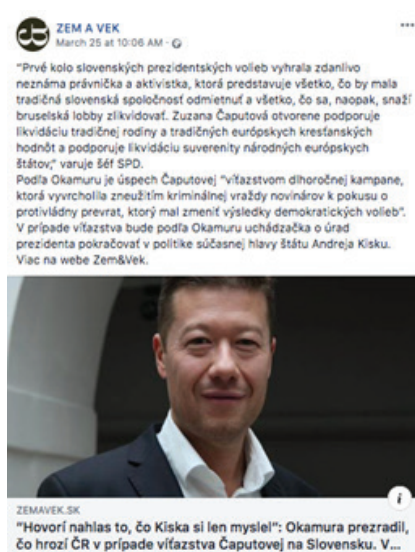 ZEM A VEK
March 25 at 10:06 AM ·
"Prvé kolo slovenských prezidentských volieb vyhrala zdanlivo
neznáma právnička a aktivistka, ktorá predstavuje všetko, čo by mala
tradičná slovenská spoločnosť odmietnuť a všetko, čo sa, naopak, snaží
bruselská lobby zlikvidovať. Zuzana Čaputová otvorene podporuje
likvidáciu tradičnej rodiny a tradičných európskych kresťanských
hodnôt a podporuje likvidáciu suverenity národných európskych
štátov," varuje šéf SPD.
Podľa Okamuru je úspech Čaputovej "víťazstvom dlhoročnej kampane,
ktorá vyvrcholila zneužitím kriminálnej vraždy novinárov k pokusu o
protivládny prevrat, ktorý mal zmeniť výsledky demokratických volieb".
V prípade víťazstva bude podľa Okamuru uchádzačka o úrad
prezidenta pokračovať v politike súčasnej hlavy štátu Andreja Kisku.
Viac na webe Zem&Vek.
ZEMAVEK.SK
"Hovorí nahlas to, čo Kiska si len myslel": Okamura prezradil,
čo hrozí ČR v prípade víťazstva Čaputovej na Slovensku. V...